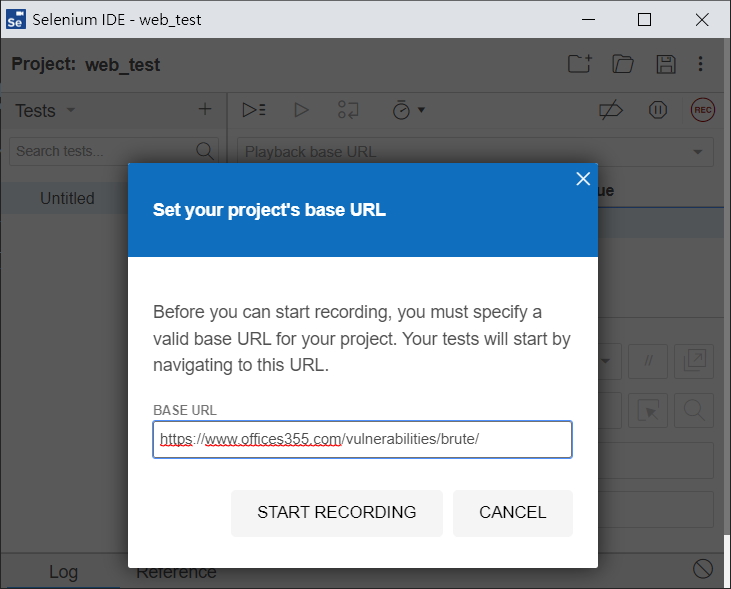 Selenium IDE - web_test
Project: web_test
Tests
Search tests...
REC
Playback base URL
Untitled
ue
Set your project's base URL
Before you can start recording, you must specify a
valid base URL for your project. Your tests will start by
navigating to this URL.
//
BASE URL
https://www.offices355.com/vulnerabilities/brute/
START RECORDING
CANCEL
Log
Reference